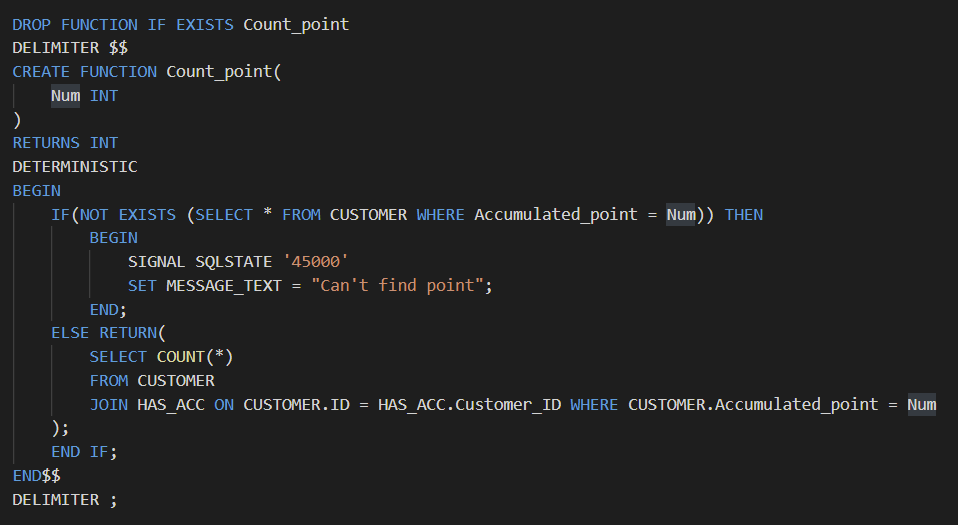 DROP FUNCTION IF EXISTS Count_point
DELIMITER $$
CREATE FUNCTION Count_point(
    Num INT
)
RETURNS INT
DETERMINISTIC
BEGIN
    IF(NOT EXISTS (SELECT * FROM CUSTOMER WHERE Accumulated_point = Num)) THEN
        BEGIN
            SIGNAL SQLSTATE '45000'
            SET MESSAGE_TEXT = "Can't find point";
        END;
    ELSE RETURN(
        SELECT COUNT(*)
        FROM CUSTOMER
        JOIN HAS_ACC ON CUSTOMER.ID = HAS_ACC.Customer_ID WHERE CUSTOMER.Accumulated_point = Num
    );
    END IF;
END$$
DELIMITER ;